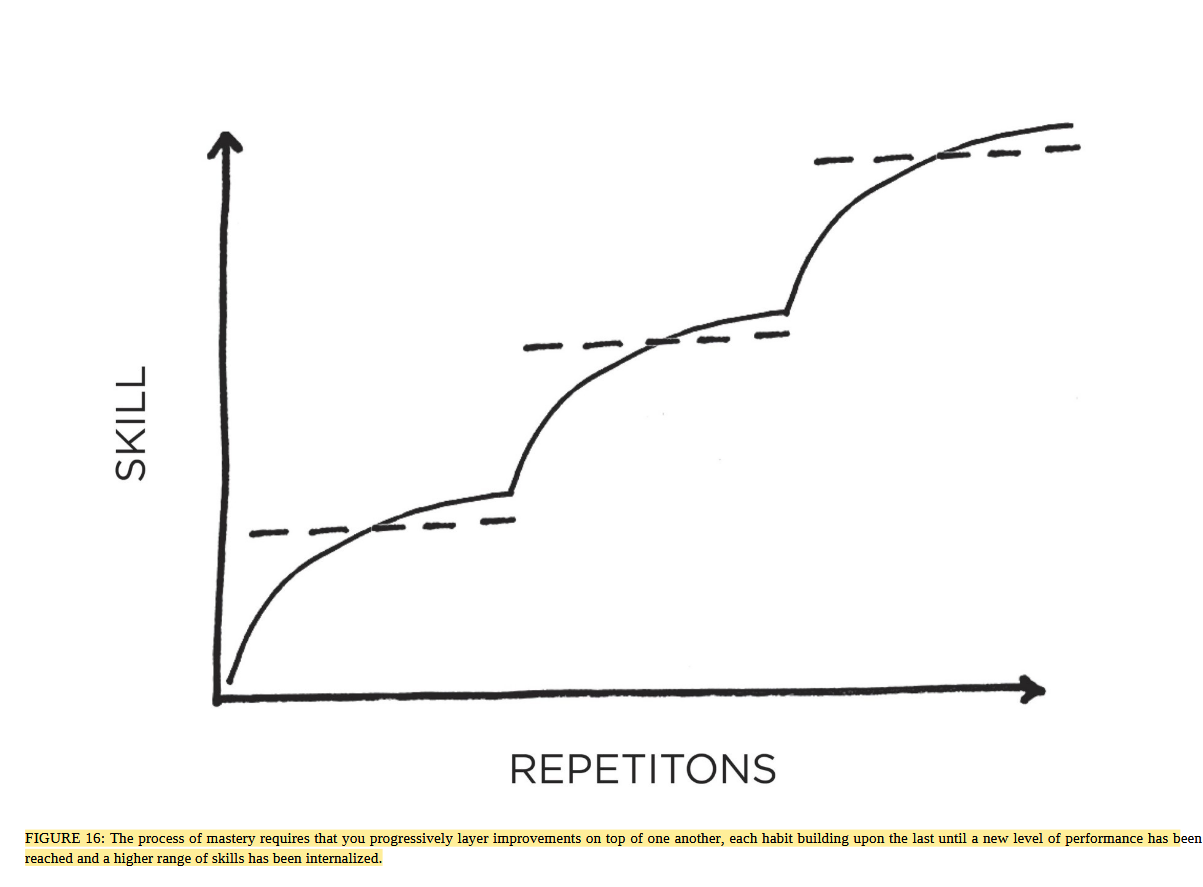 SKILL
REPETITONS
FIGURE 16: The process of mastery requires that you progressively layer improvements on top of one another, each habit building upon the last until a new level of performance has been
reached and a higher range of skills has been internalized.